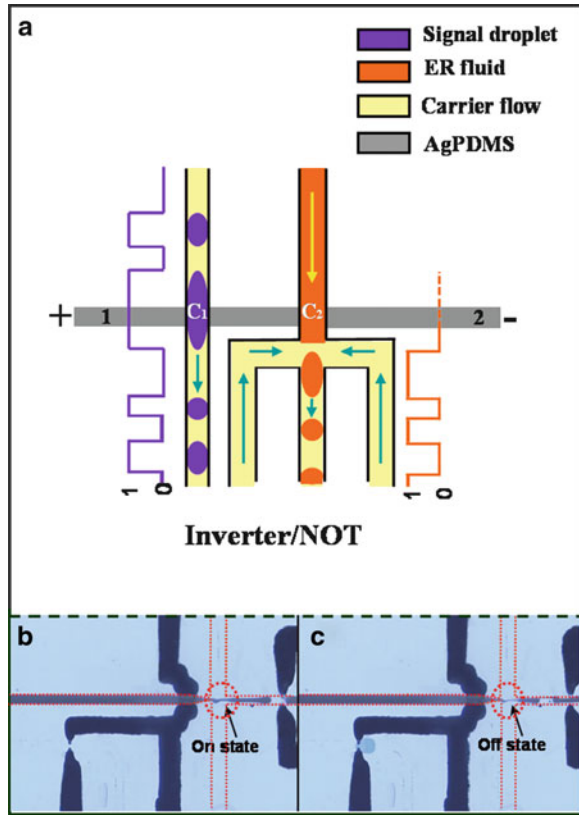 a
Signal droplet
ER fluid
Carrier flow
AgPDMS
+ 1 C₁ C₂ 2 -
1 0
1 0
Inverter/NOT
b
On state
c
Off state